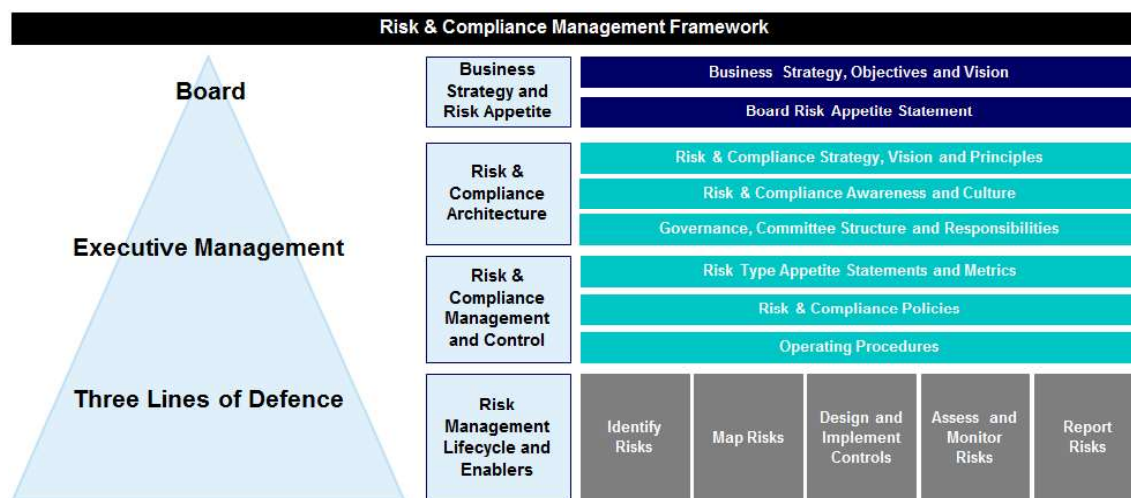 Risk & Compliance Management Framework
Board
Executive Management
Three Lines of Defence
Business
Strategy and
Risk Appetite
Business Strategy, Objectives and Vision
Board Risk Appetite Statement
Risk &
Compliance
Architecture
Risk & Compliance Strategy, Vision and Principles
Risk & Compliance Awareness and Culture
Governance, Committee Structure and Responsibilities
Risk &
Compliance
Management
and Control
Risk Type Appetite Statements and Metrics
Risk & Compliance Policies
Operating Procedures
Risk
Management
Lifecycle and
Enablers
Identify
Risks
Map Risks
Design and
Implement
Controls
Assess and
Monitor
Risks
Report
Risks